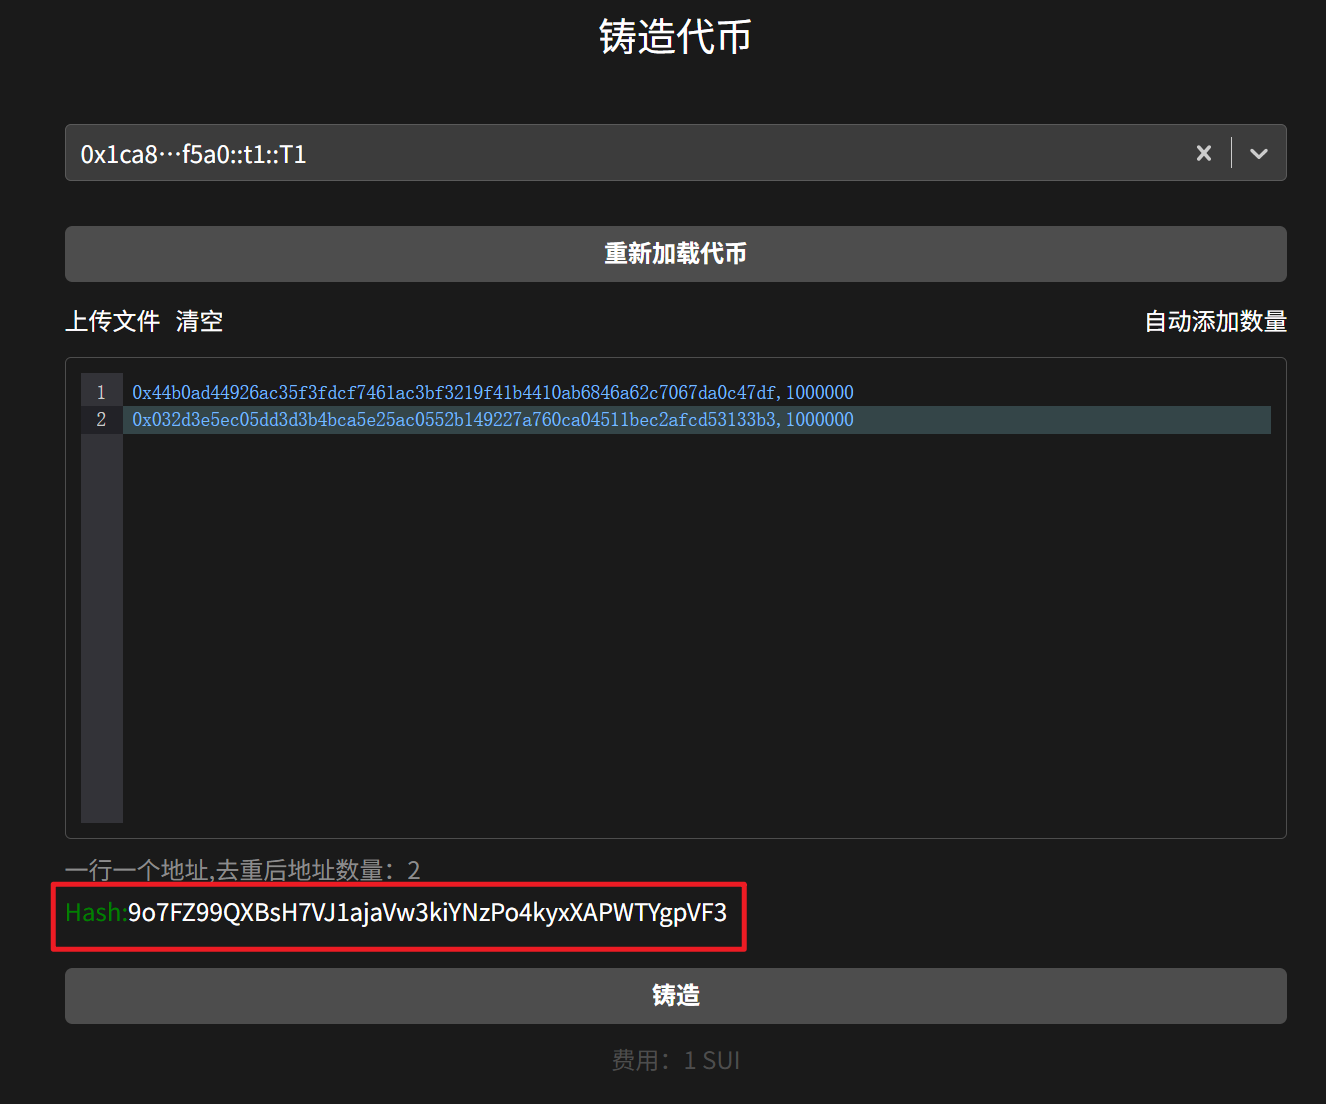 铸造代币
0x1ca8···f5a0::t1::T1
重新加载代币
上传文件 清空 自动添加数量
1 0x44b0ad44926ac35f3fdcf7461ac3bf3219f41b4410ab6846a62c7067da0c47df,1000000
2 0x032d3e5ec05dd3d3b4bca5e25ac0552b149227a760ca04511bec2afcd53133b3,1000000
一行一个地址,去重后地址数量：2
Hash:9o7FZ99QXBsH7VJ1ajaVw3kiYNzPo4kyxXAPWTYgpVF3
铸造
费用：1 SUI